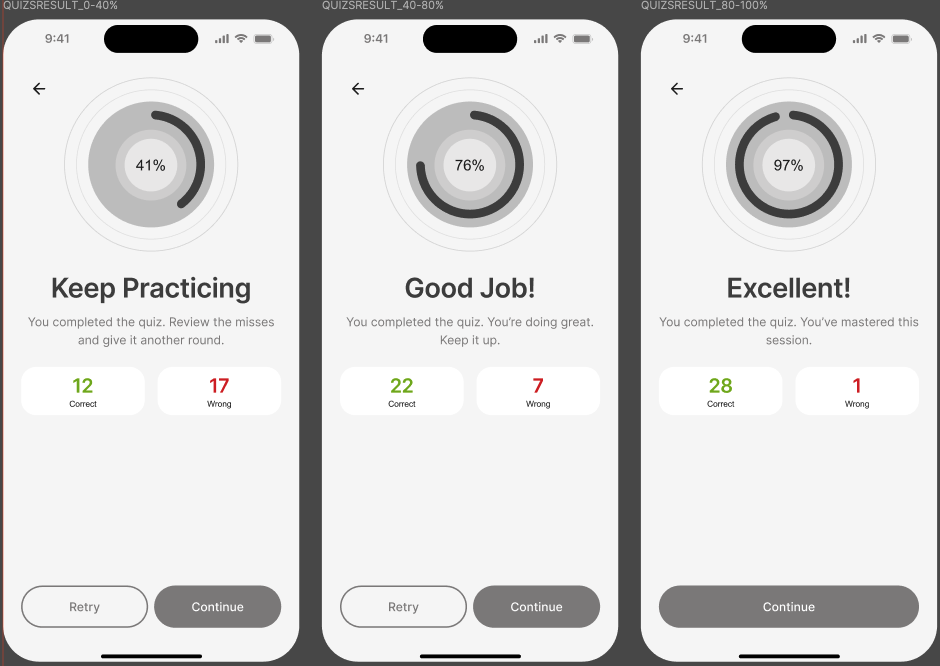 QUIZSRESULT_0-40%
9:41
41%
Keep Practicing
You completed the quiz. Review the misses
and give it another round.
12
Correct
17
Wrong
Retry
Continue
QUIZSRESULT_40-80%
9:41
76%
Good Job!
You completed the quiz. You're doing great.
Keep it up.
22
Correct
7
Wrong
Retry
Continue
QUIZSRESULT_80-100%
9:41
97%
Excellent!
You completed the quiz. You've mastered this
session.
28
Correct
1
Wrong
Continue